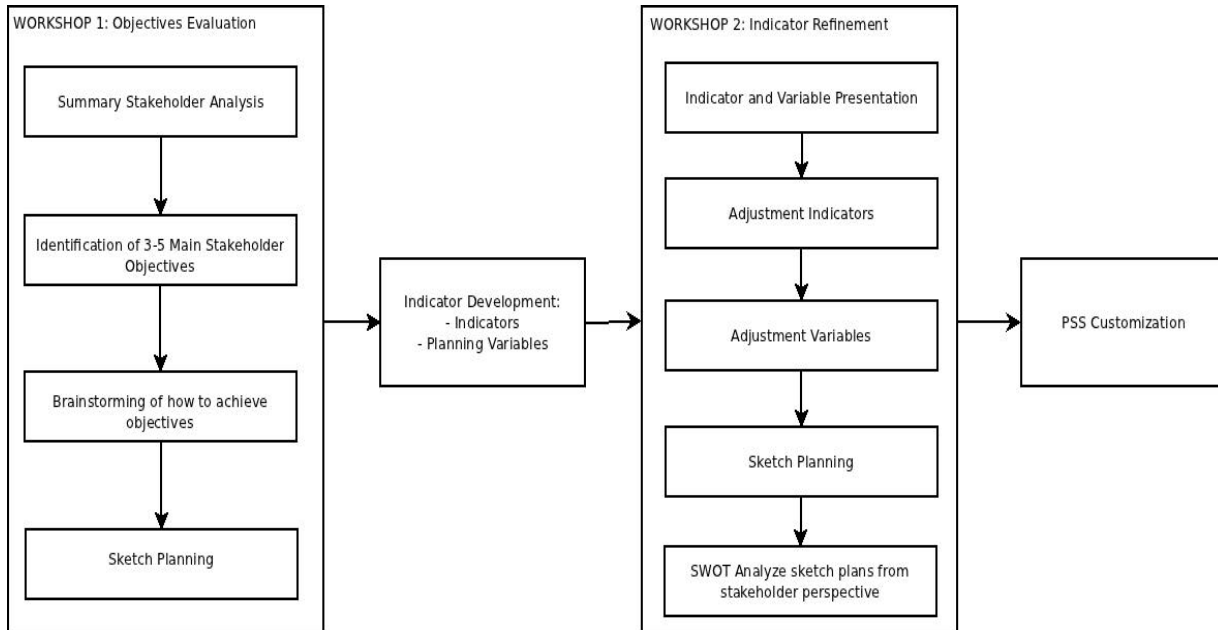 WORKSHOP 1: Objectives Evaluation
Summary Stakeholder Analysis
Identification of 3-5 Main Stakeholder
Objectives
Brainstorming of how to achieve
objectives
Sketch Planning
Indicator Development:
- Indicators
- Planning Variables
WORKSHOP 2: Indicator Refinement
Indicator and Variable Presentation
Adjustment Indicators
Adjustment Variables
Sketch Planning
SWOT Analyze sketch plans from
stakeholder perspective
PSS Customization